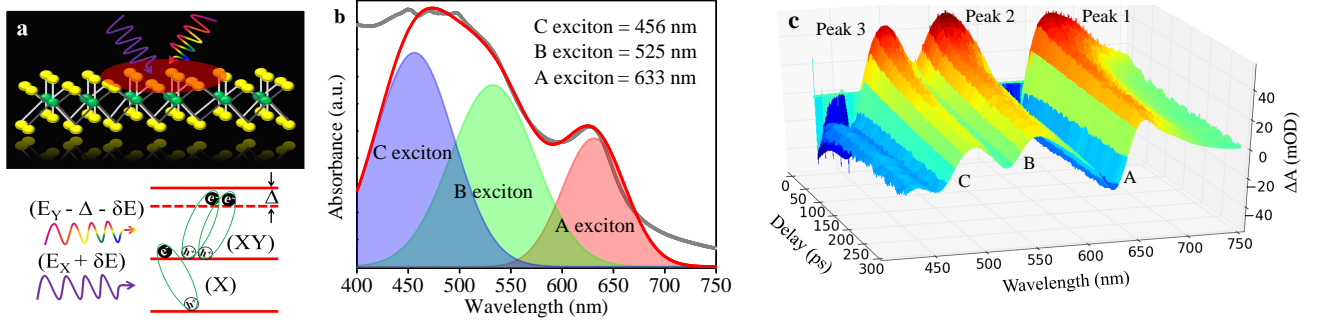 a
(E_Y - Δ - δE)
(E_X + δE)
e⁻
e⁻
Δ
(XY)
h⁺
h⁺
e⁻
(X)
h⁺
b
C exciton = 456 nm
B exciton = 525 nm
A exciton = 633 nm
C exciton
B exciton
A exciton
Absorbance (a.u.)
400
450
500
550
600
650
700
750
Wavelength (nm)
c
Peak 3
Peak 2
Peak 1
C
B
A
40
20
0
-20
-40
ΔA (mOD)
0
50
100
150
200
250
300
Delay (ps)
450
500
550
600
650
700
750
Wavelength (nm)